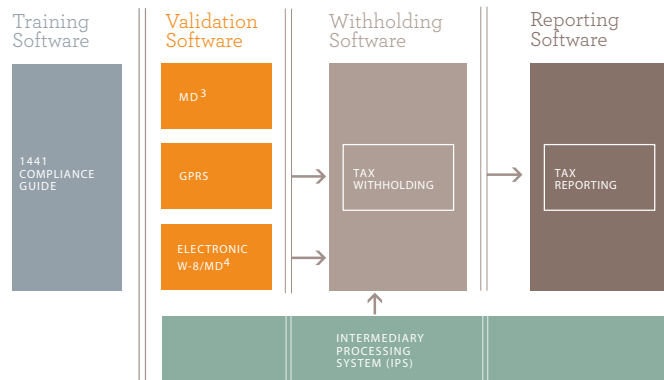 Training
Software
Validation
Software
Withholding
Software
Reporting
Software
1441
COMPLIANCE
GUIDE
MD3
GPRS
ELECTRONIC
W-8/MD4
TAX
WITHHOLDING
TAX
REPORTING
INTERMEDIARY
PROCESSING
SYSTEM (IPS)